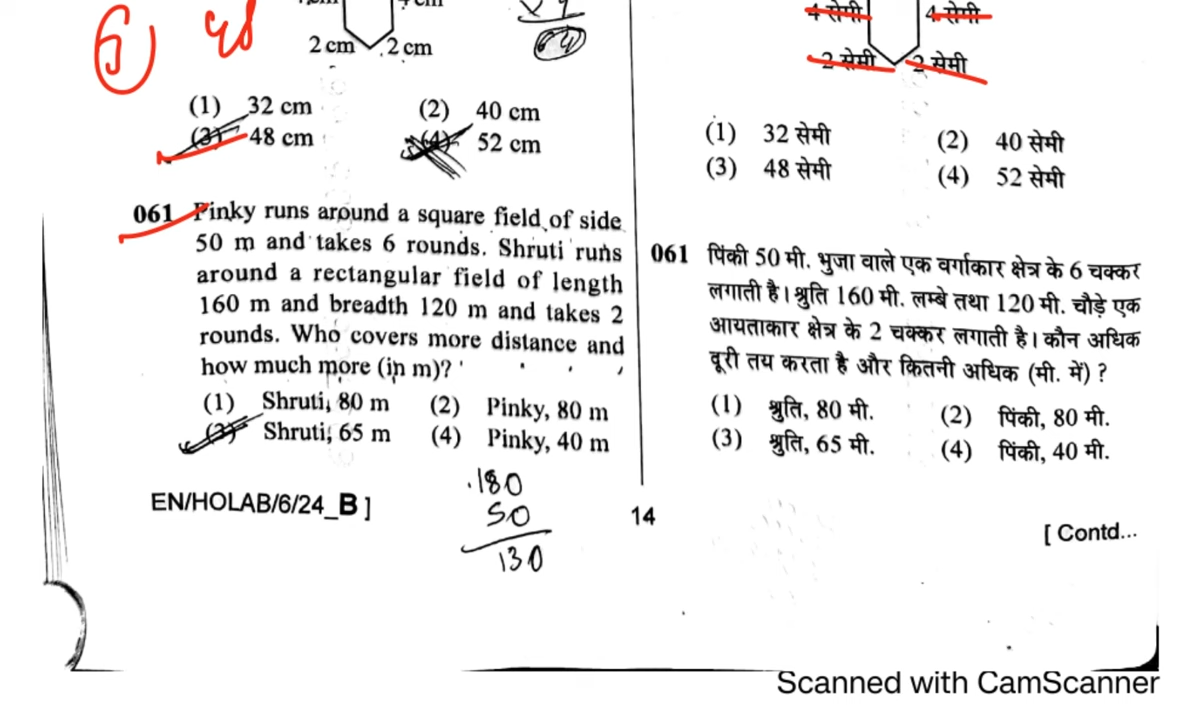 6)
2 cm
2 cm
(1) 32 cm
(2) 40 cm
(3) 48 cm
(4) 52 cm
061 Pinky runs around a square field of side
50 m and takes 6 rounds. Shruti runs
around a rectangular field of length
160 m and breadth 120 m and takes 2
rounds. Who covers more distance and
how much more (in m)?
(1) Shruti, 80 m (2) Pinky, 80 m
(3) Shruti, 65 m (4) Pinky, 40 m
180
50
130
EN/HOLAB/6/24_B ]
14
4 सेमी
4 सेमी
2 सेमी
2 सेमी
(1) 32 सेमी
(2) 40 सेमी
(3) 48 सेमी
(4) 52 सेमी
061 पिंकी 50 मी. भुजा वाले एक वर्गाकार क्षेत्र के 6 चक्कर
लगाती है। श्रुति 160 मी. लम्बे तथा 120 मी. चौड़े एक
आयताकार क्षेत्र के 2 चक्कर लगाती है। कौन अधिक
दूरी तय करता है और कितनी अधिक (मी. में) ?
(1) श्रुति, 80 मी. (2) पिंकी, 80 मी.
(3) श्रुति, 65 मी. (4) पिंकी, 40 मी.
[ Contd...
Scanned with CamScanner